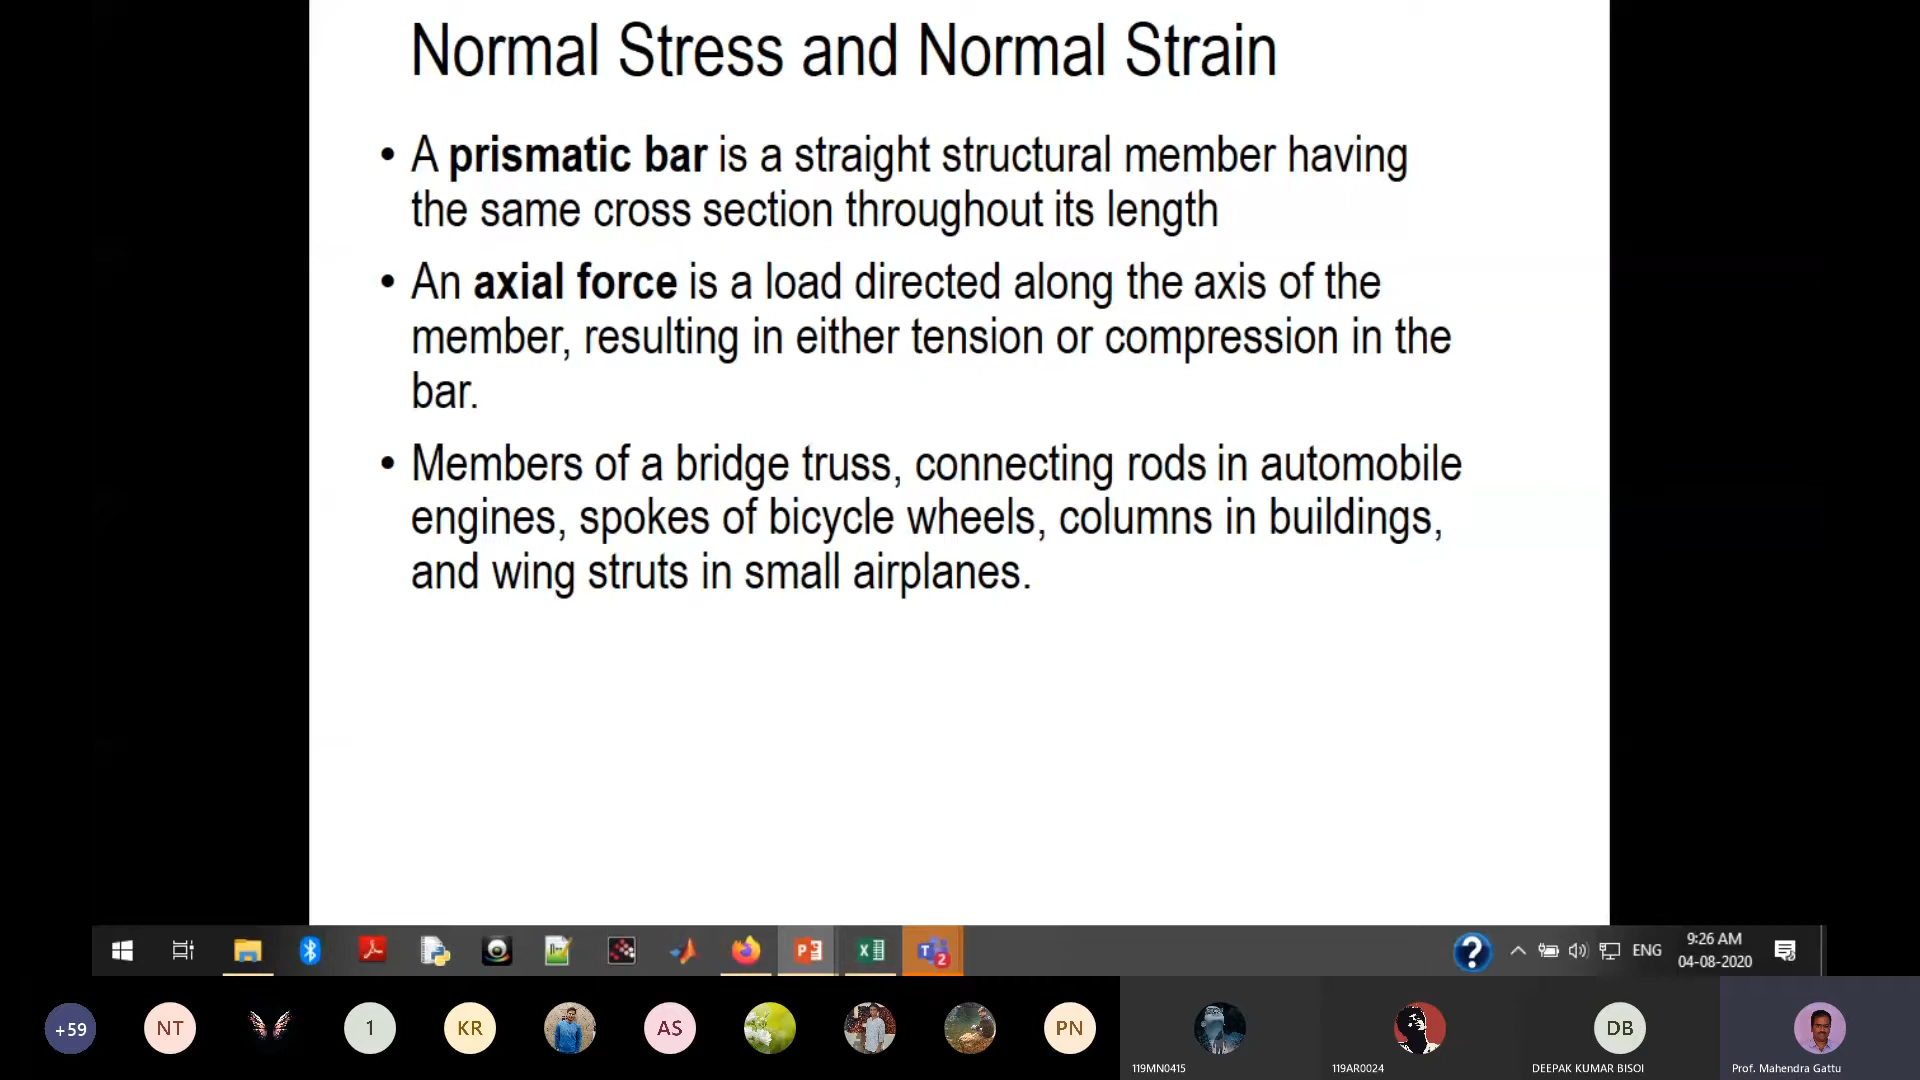 Normal Stress and Normal Strain
• A prismatic bar is a straight structural member having
the same cross section throughout its length
• An axial force is a load directed along the axis of the
member, resulting in either tension or compression in the
bar.
• Members of a bridge truss, connecting rods in automobile
engines, spokes of bicycle wheels, columns in buildings,
and wing struts in small airplanes.
ENG
9:26 AM
04-08-2020
2
+59
NT
1
KR
AS
PN
119MN0415
119AR0024
DB
DEEPAK KUMAR BISOI
Prof. Mahendra Gattu